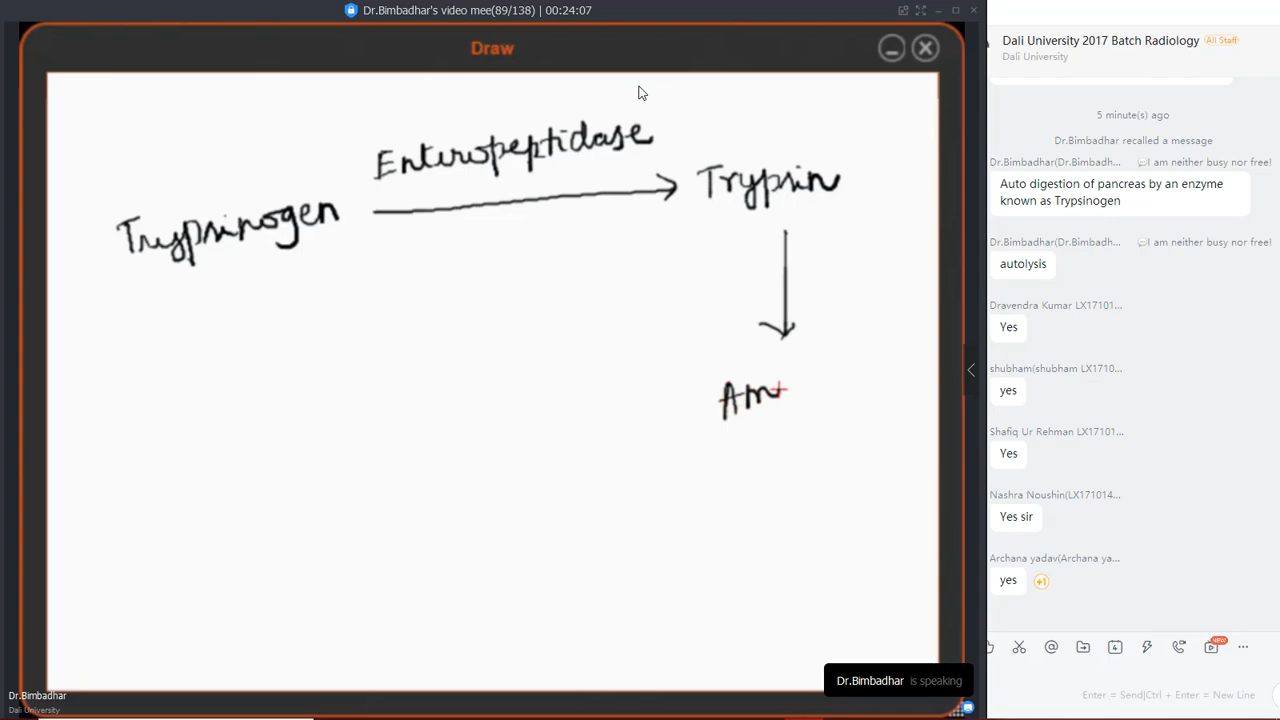 Dr.Bimbadhar's video mee(89/138) | 00:24:07
Draw
Enteropeptidase
Trypsinogen
Trypsin
Am
Dr.Bimbadhar
Dali University
Dr.Bimbadhar is speaking
Dali University 2017 Batch Radiology All Staff
Dali University
5 minute(s) ago
Dr.Bimbadhar recalled a message
Dr.Bimbadhar(Dr.Bimbadh... I am neither busy nor free!
Auto digestion of pancreas by an enzyme
known as Trypsinogen
Dr.Bimbadhar(Dr.Bimbadh... I am neither busy nor free!
autolysis
Dravendra Kumar LX17101...
Yes
shubham(shubham LX1710...
yes
Shafiq Ur Rehman LX17101...
Yes
Nashra Noushin(LX171014...
Yes sir
Archana yadav(Archana ya...
yes +1
4 NEW
Enter = Send|Ctrl + Enter = New Line